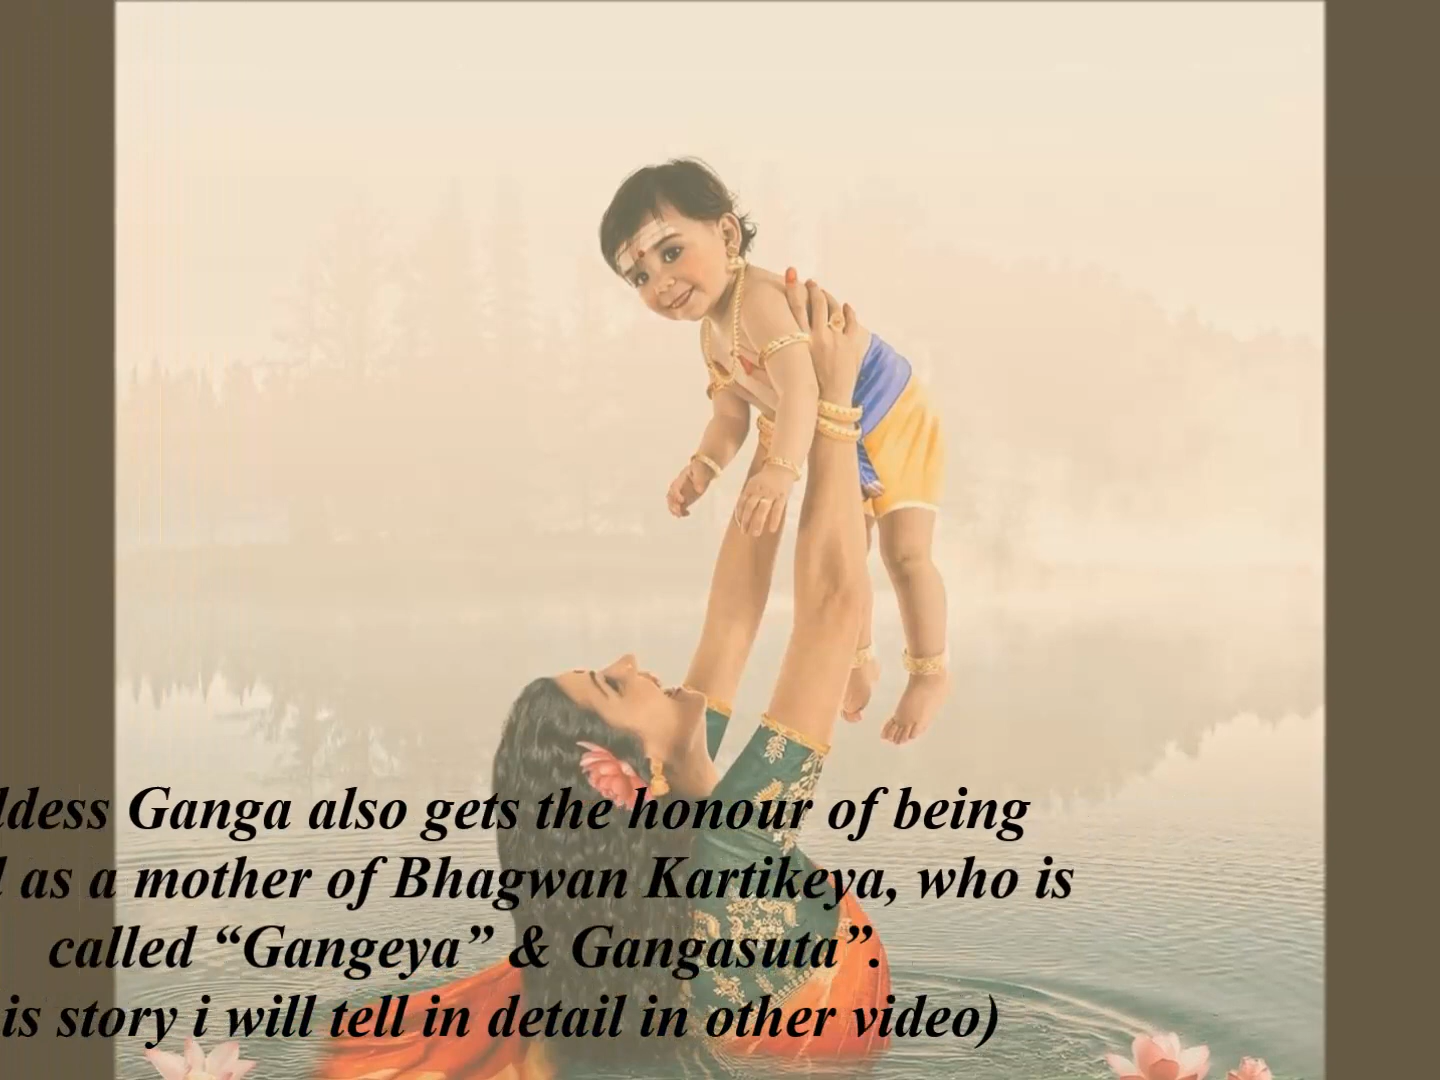 Ganga also gets the honour of being
as a mother of Bhagwan Kartikeya, who is
called “Gangeya” & Gangasuta”.
is story i will tell in detail in other video)